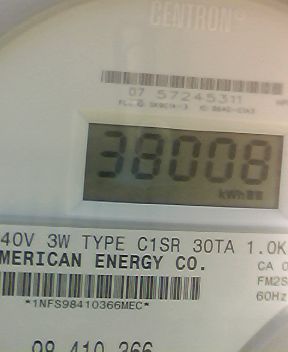 CENTRON
07 57245311
38008
kWh
40V 3W TYPE C1SR 30TA 1.0K
MERICAN ENERGY CO.
CA 0
FM2S
*1NFS98410366MEC*
60Hz
98 410 366